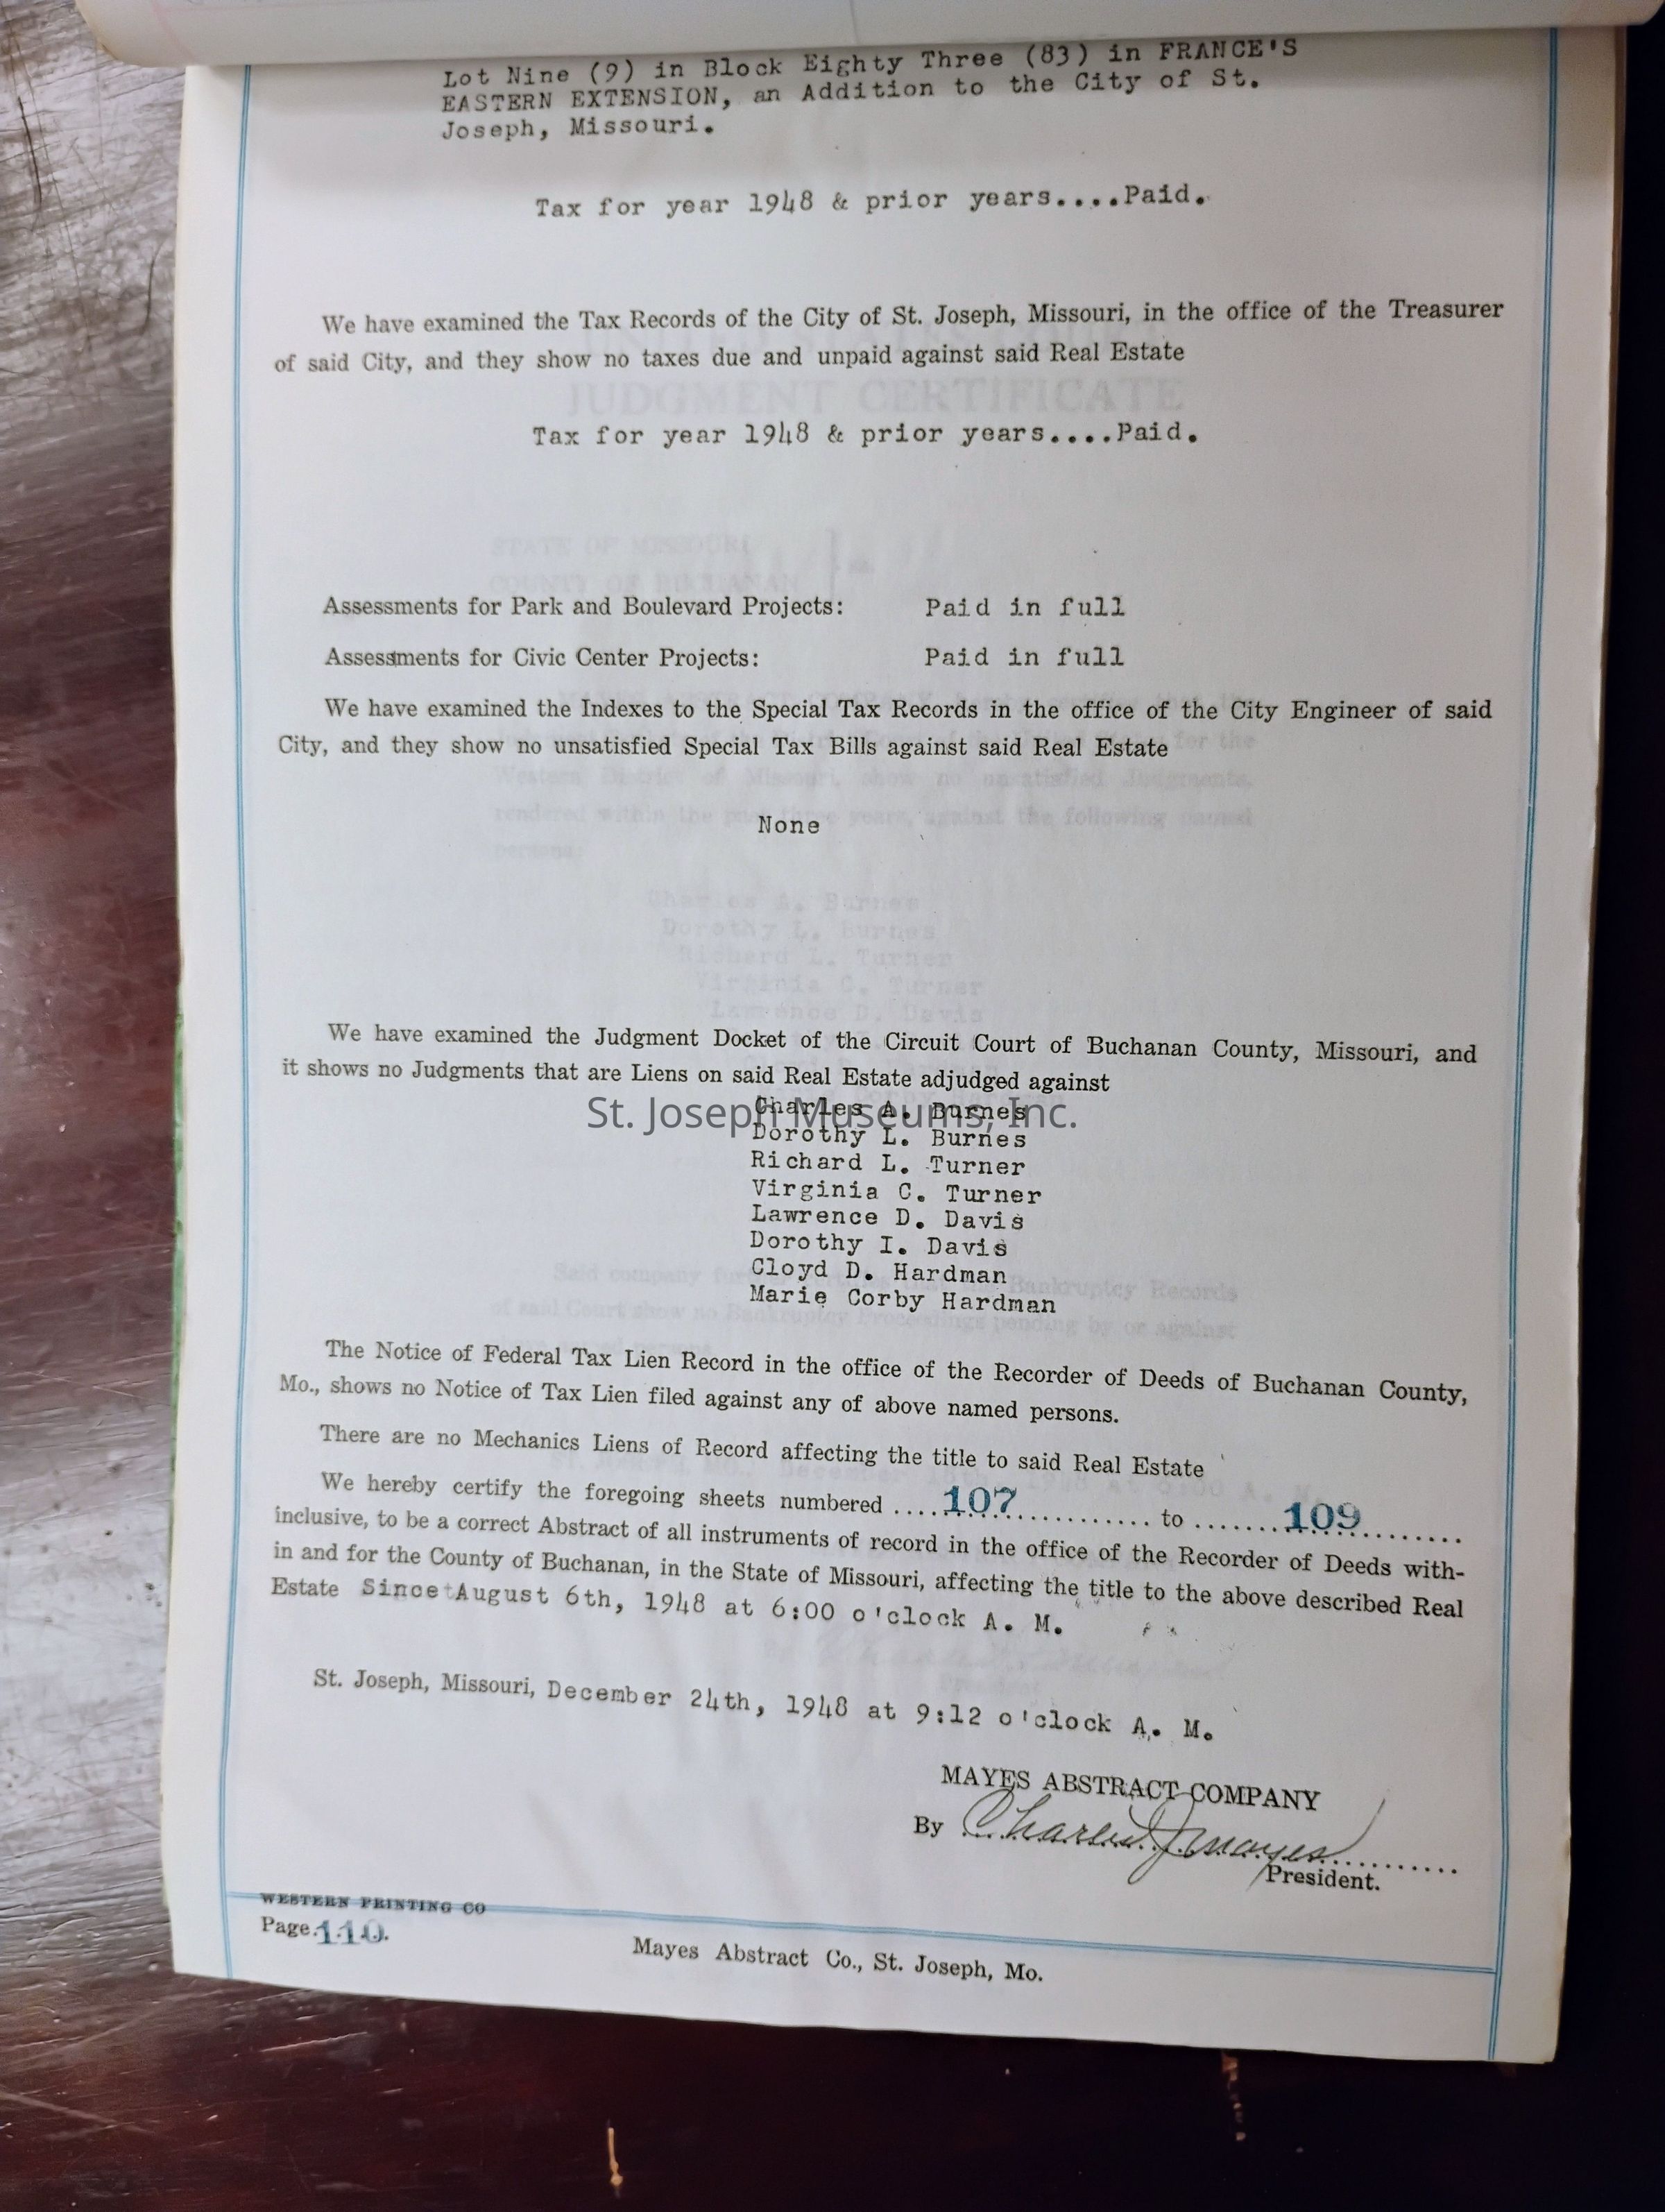 Lot Nine (9) in Block Eighty Three (83) in FRANCE'S
EASTERN EXTENSION, an Addition to the City of St.
Joseph, Missouri.
Tax for year 1948 & prior years....Paid.
We have examined the Tax Records of the City of St. Joseph, Missouri, in the office of the Treasurer
of said City, and they show no taxes due and unpaid against said Real Estate
JUDGMENT CERTIFICATE
Tax for year 1948 & prior years....Paid.
STATE OF MISSOURI
COUNTY OF BUCHANAN
Assessments for Park and Boulevard Projects: Paid in full
Assessments for Civic Center Projects: Paid in full
We have examined the Indexes to the Special Tax Records in the office of the City Engineer of said
City, and they show no unsatisfied Special Tax Bills against said Real Estate
None
We have examined the Judgment Docket of the Circuit Court of Buchanan County, Missouri, and
it shows no Judgments that are Liens on said Real Estate adjudged against
St. Joseph Museums, Inc.
Charles A. Burnes
Dorothy L. Burnes
Richard L. Turner
Virginia C. Turner
Lawrence D. Davis
Dorothy I. Davis
Cloyd D. Hardman
Marie Corby Hardman
The Notice of Federal Tax Lien Record in the office of the Recorder of Deeds of Buchanan County,
Mo., shows no Notice of Tax Lien filed against any of above named persons.
There are no Mechanics Liens of Record affecting the title to said Real Estate
We hereby certify the foregoing sheets numbered ....107................ to .......109...........
inclusive, to be a correct Abstract of all instruments of record in the office of the Recorder of Deeds with-
in and for the County of Buchanan, in the State of Missouri, affecting the title to the above described Real
Estate Since August 6th, 1948 at 6:00 o'clock A. M.
St. Joseph, Missouri, December 24th, 1948 at 9:12 o'clock A. M.
MAYES ABSTRACT COMPANY
By Charles J. Mayes
President.
WESTERN PRINTING CO
Page 110.
Mayes Abstract Co., St. Joseph, Mo.